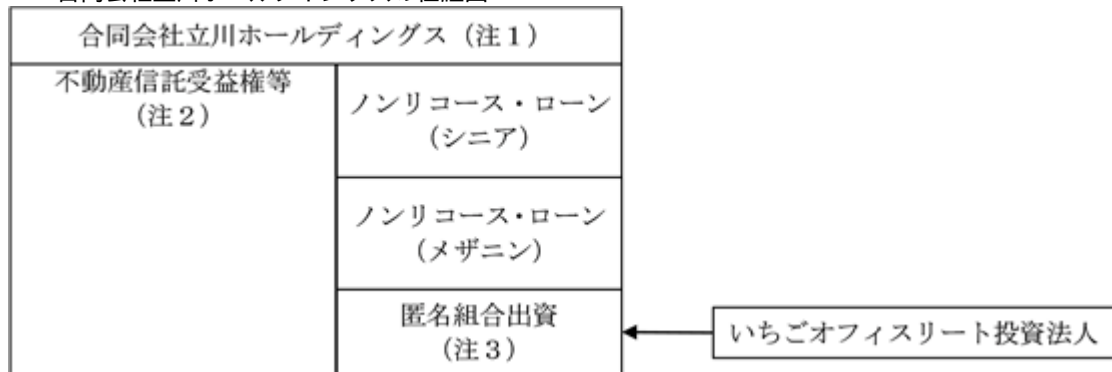 合同会社立川ホールディングス（注１）
不動産信託受益権等
（注２）
ノンリコース・ローン
（シニア）
ノンリコース・ローン
（メザニン）
匿名組合出資
（注３）
いちごオフィスリート投資法人